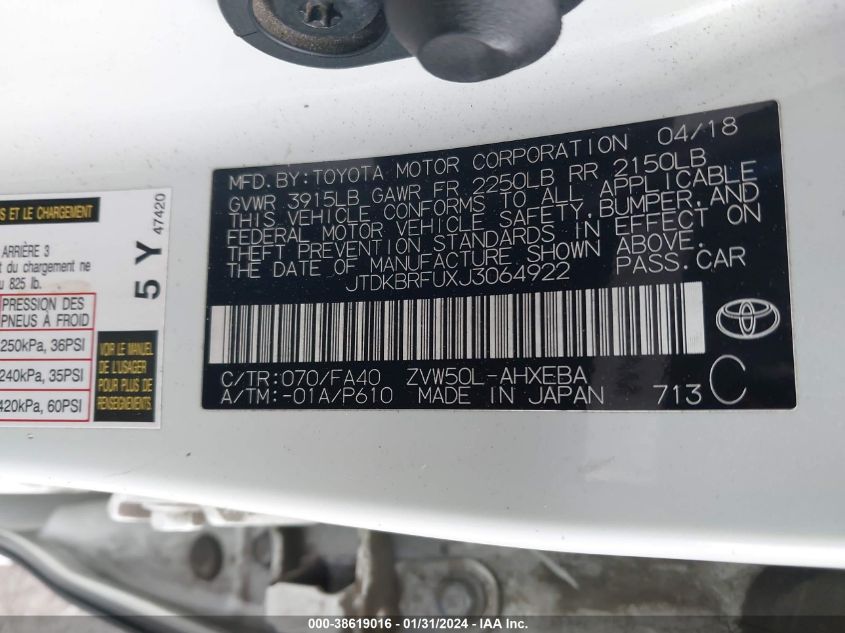 MFD.BY:TOYOTA MOTOR CORPORATION 04/18
GVWR 3915LB GAWR FR 2250LB RR 2150LB
THIS VEHICLE CONFORMS TO ALL APPLICABLE
FEDERAL MOTOR VEHICLE SAFETY,BUMPER,AND
THEFT PREVENTION STANDARDS IN EFFECT ON
THE DATE OF MANUFACTURE SHOWN ABOVE.
JTDKBRFUXJ3064922 PASS.CAR
C/TR:070/FA40 ZVW50L-AHXEBA
A/TM:-01A/P610 MADE IN JAPAN 713 C
S ET LE CHARGEMENT
ARRIÈRE 3
t du chargement ne
u 825 lb.
PRESSION DES
PNEUS À FROID
250kPa, 36PSI
240kPa, 35PSI
420kPa, 60PSI
5 Y 47420
VOIR LE MANUEL
DE L'USAGER
POUR PLUS DE
RENSEIGNEMENTS
000-38619016 - 01/31/2024 - IAAI Inc.